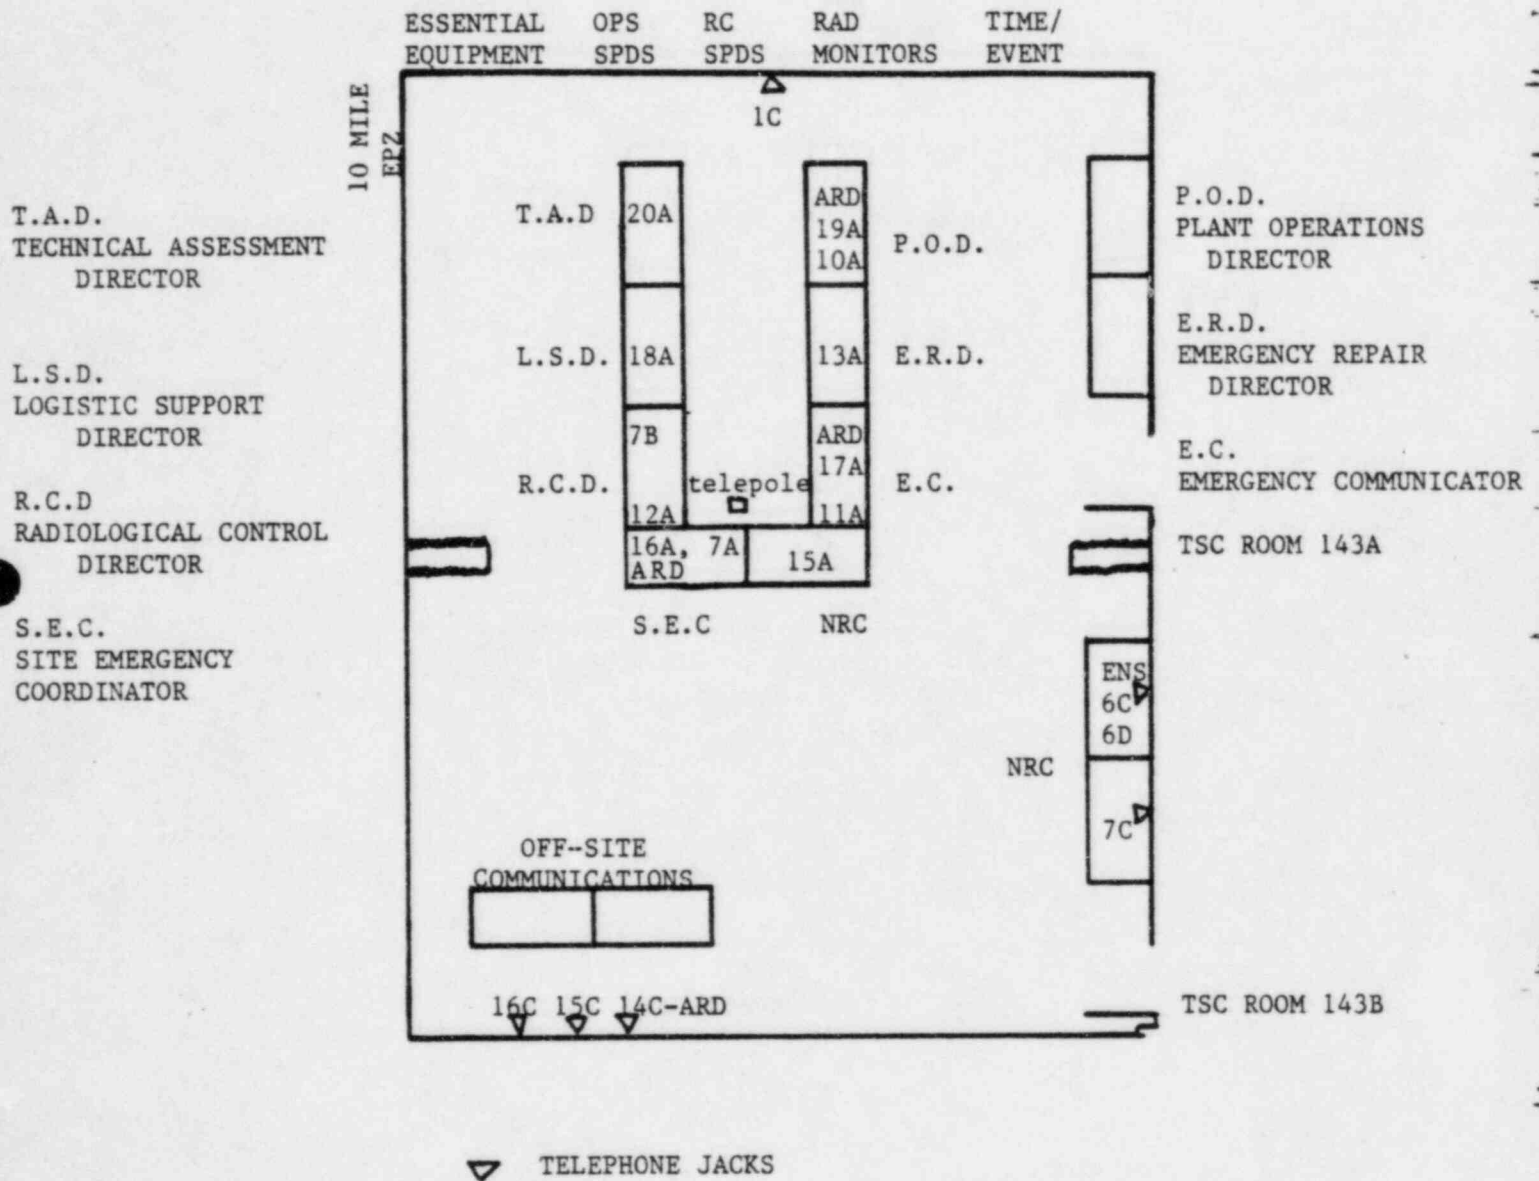 ESSENTIAL EQUIPMENT
OPS SPDS
RC SPDS
RAD MONITORS
TIME/ EVENT
10 MILE
EPZ
1C
T.A.D.
TECHNICAL ASSESSMENT
DIRECTOR
L.S.D.
LOGISTIC SUPPORT
DIRECTOR
R.C.D
RADIOLOGICAL CONTROL
DIRECTOR
S.E.C.
SITE EMERGENCY
COORDINATOR
T.A.D
20A
L.S.D.
18A
R.C.D.
7B
12A
telepole
ARD
19A
10A
P.O.D.
13A
E.R.D.
ARD
17A
11A
E.C.
16A, 7A
ARD
15A
S.E.C
NRC
P.O.D.
PLANT OPERATIONS
DIRECTOR
E.R.D.
EMERGENCY REPAIR
DIRECTOR
E.C.
EMERGENCY COMMUNICATOR
TSC ROOM 143A
ENS
6C
6D
NRC
7C
OFF-SITE
COMMUNICATIONS
16C 15C 14C-ARD
TSC ROOM 143B
TELEPHONE JACKS